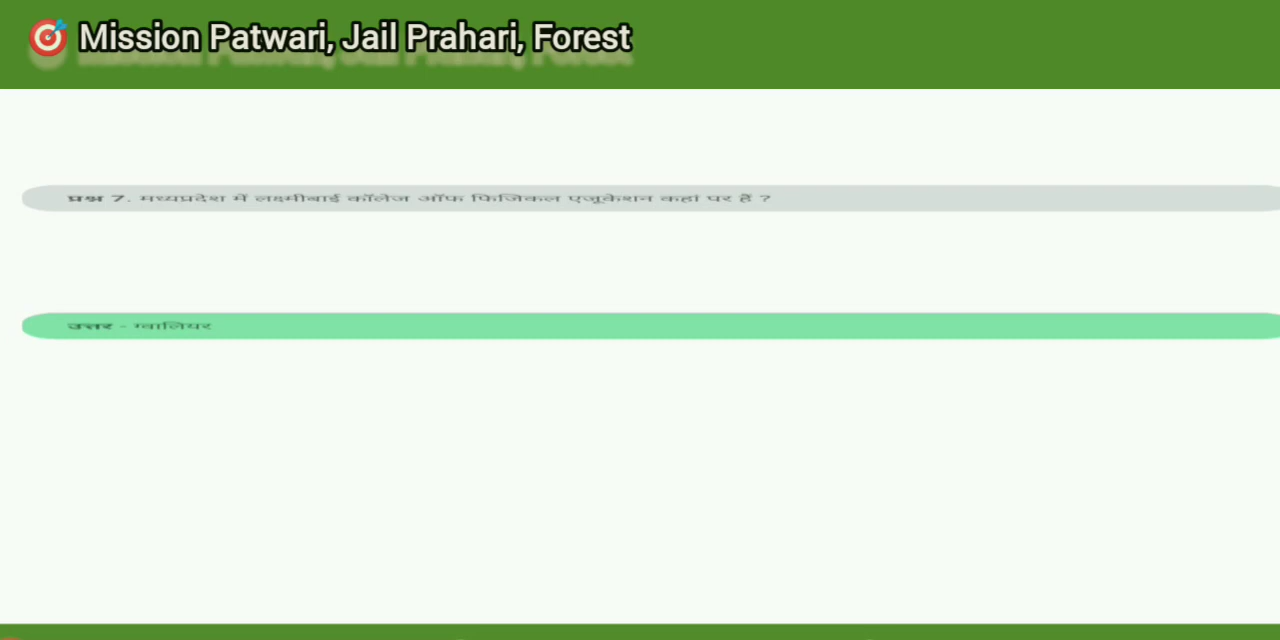 🎯 Mission Patwari, Jail Prahari, Forest
प्रश्न 7. मध्यप्रदेश में लक्ष्मीबाई कॉलेज ऑफ फिजिकल एजूकेशन कहां पर हैं ?
उत्तर - ग्वालियर